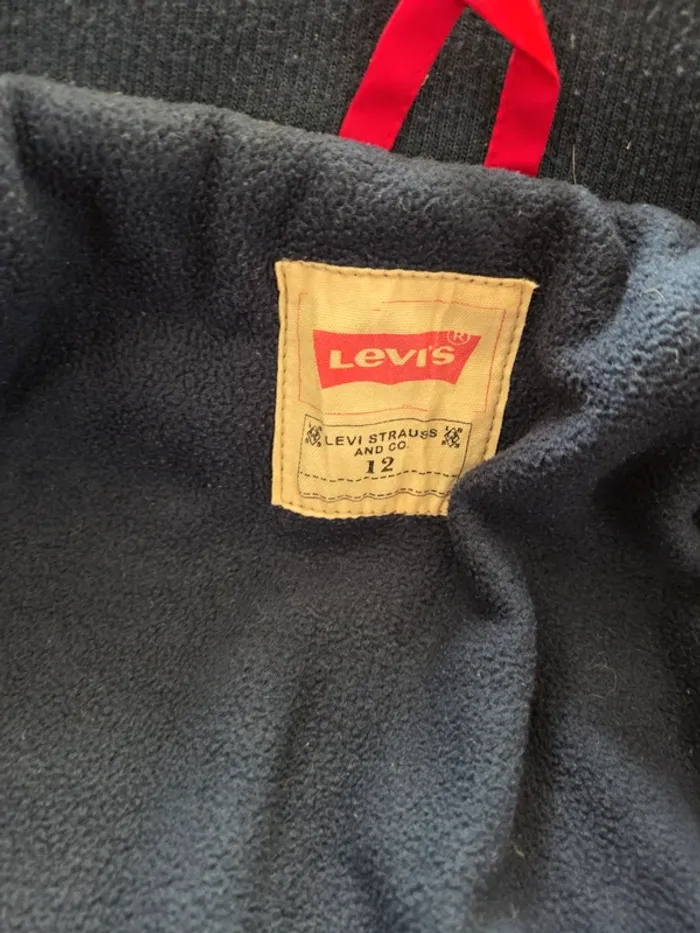 Levi's ®
LEVI STRAUSS
AND CO.
12